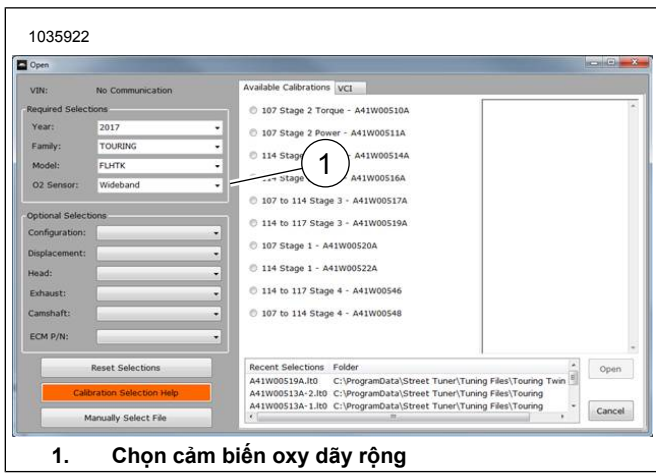 1035922
Open
VIN: No Communication
Required Selections
Year: 2017
Family: TOURING
Model: FLHTK
O2 Sensor: Wideband
Optional Selections
Configuration:
Displacement:
Head:
Exhaust:
Camshaft:
ECM P/N:
Reset Selections
Calibration Selection Help
Manually Select File
Available Calibrations VCI
107 Stage 2 Torque - A41W00510A
107 Stage 2 Power - A41W00511A
114 Stage A41W00514A
Stage A41W00516A
107 to 114 Stage 3 - A41W00517A
114 to 117 Stage 3 - A41W00519A
107 Stage 1 - A41W00520A
114 Stage 1 - A41W00522A
114 to 117 Stage 4 - A41W00546
107 to 114 Stage 4 - A41W00548
1
Recent Selections Folder
A41W00519A.lt0 C:\ProgramData\Street Tuner\Tuning Files\Touring Twin
A41W00513A-2.lt0 C:\ProgramData\Street Tuner\Tuning Files\Touring
A41W00513A-1.lt0 C:\ProgramData\Street Tuner\Tuning Files\Touring
Open
Cancel
1. Chọn cảm biến oxy dãy rộng